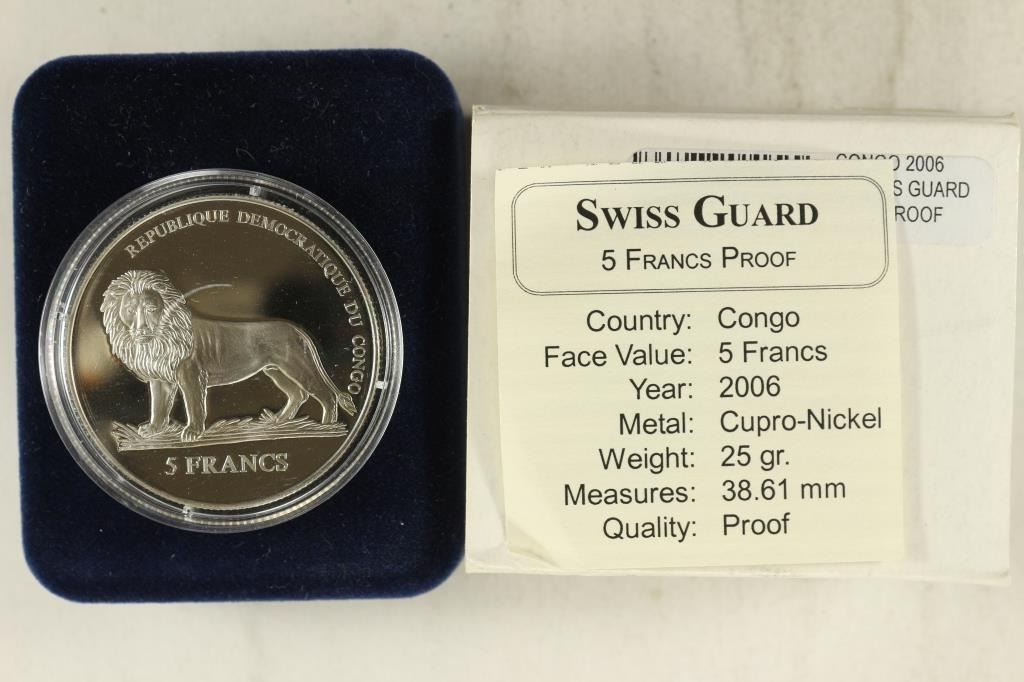 REPUBLIQUE DEMOCRATIQUE DU CONGO
5 FRANCS
CONGO 2006
S GUARD
ROOF
SWISS GUARD
5 FRANCS PROOF
Country: Congo
Face Value: 5 Francs
Year: 2006
Metal: Cupro-Nickel
Weight: 25 gr.
Measures: 38.61 mm
Quality: Proof